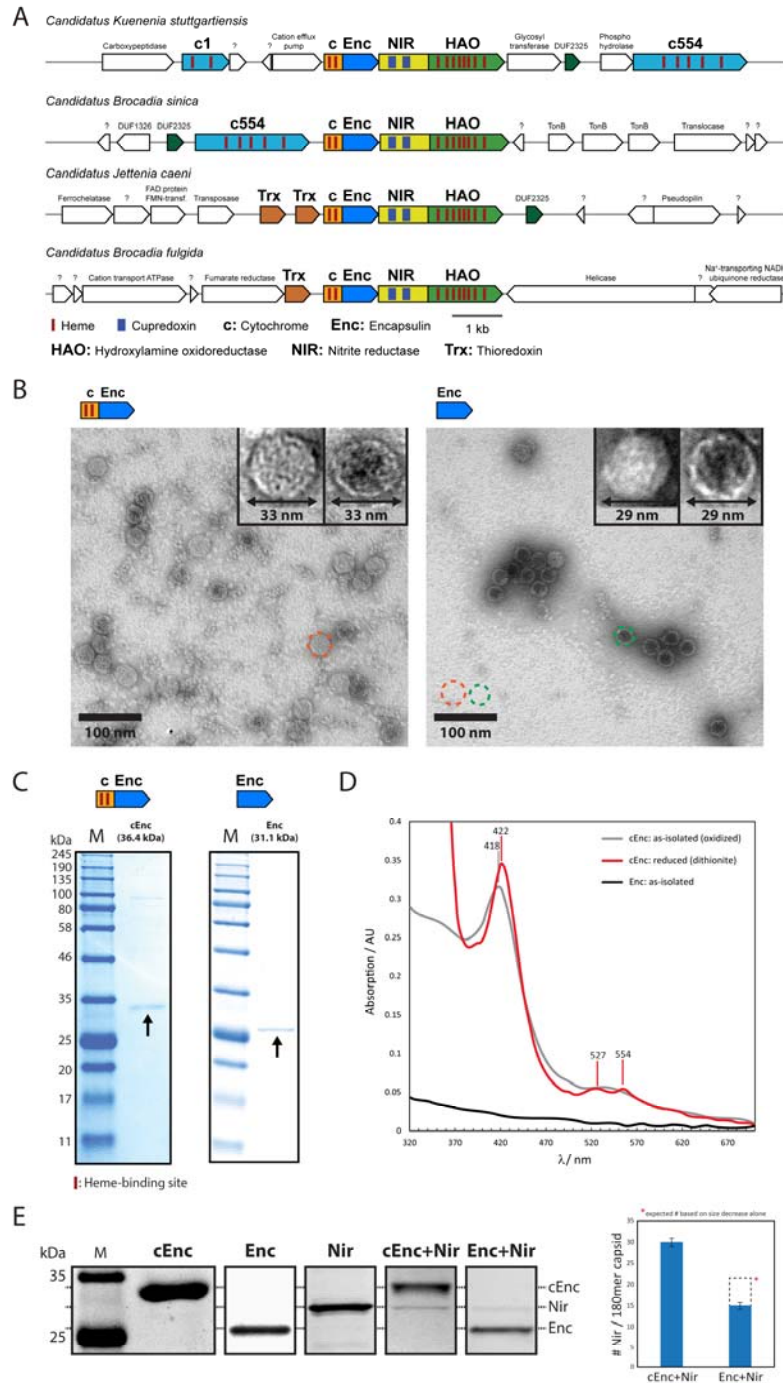 A
Candidatus Kuenenia stuttgartiensis
Carboxypeptidase c1 ? ? Cation efflux pump c Enc NIR HAO Glycosyl transferase DUF2325 Phospho hydrolase c554
Candidatus Brocadia sinica
? DUF1326 DUF2325 c554 c Enc NIR HAO ? TonB TonB TonB Translocase ? ?
Candidatus Jettenia caeni
Ferrochelatase ? FAD protein FMN-transf. Transposase Trx Trx c Enc NIR HAO DUF2325 ? ? Pseudopilin ?
Candidatus Brocadia fulgida
? ? Cation transport ATPase ? Fumarate reductase Trx c Enc NIR HAO Helicase ? Na⁺-transporting NADH ubiquinone reductase
Heme Cupredoxin c: Cytochrome Enc: Encapsulin 1 kb
HAO: Hydroxylamine oxidoreductase NIR: Nitrite reductase Trx: Thioredoxin
B
c Enc
33 nm 33 nm
100 nm
Enc
29 nm 29 nm
100 nm
C
c Enc
kDa M cEnc (36.4 kDa)
245
190
135
100
80
58
46
35
25
20
17
11
Enc
M Enc (31.1 kDa)
: Heme-binding site
D
0.4
0.35
0.3
0.25
0.2
0.15
0.1
0.05
0
Absorption / AU
422
418
527 554
cEnc: as-isolated (oxidized)
cEnc: reduced (dithionite)
Enc: as-isolated
320 370 420 470 520 570 620 670
λ/ nm
E
kDa M cEnc Enc Nir cEnc+Nir Enc+Nir
35
25
cEnc
Nir
Enc
* expected # based on size decrease alone
# Nir / 180mer capsid
35
30
25
20
15
10
5
0
*
cEnc+Nir Enc+Nir